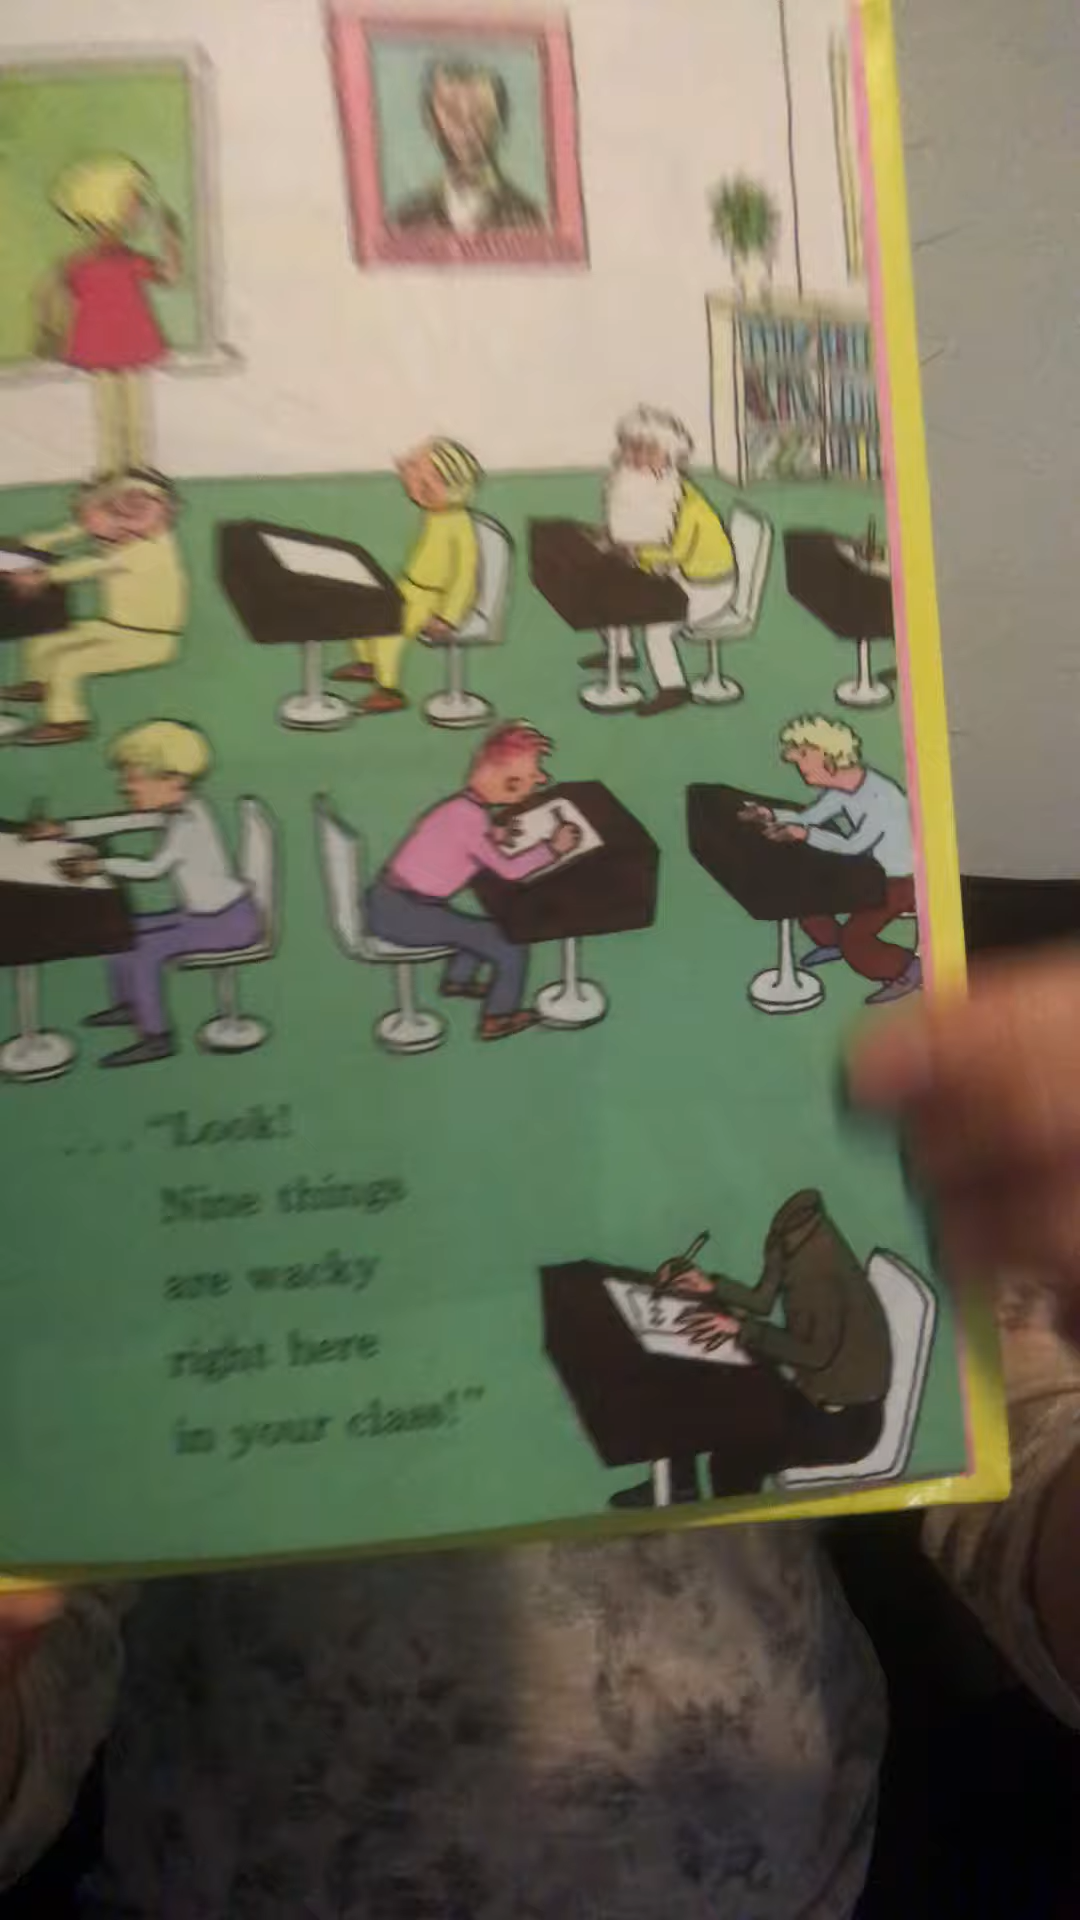 . . . "Look!
Nine things
are wacky
right here
in your class!"